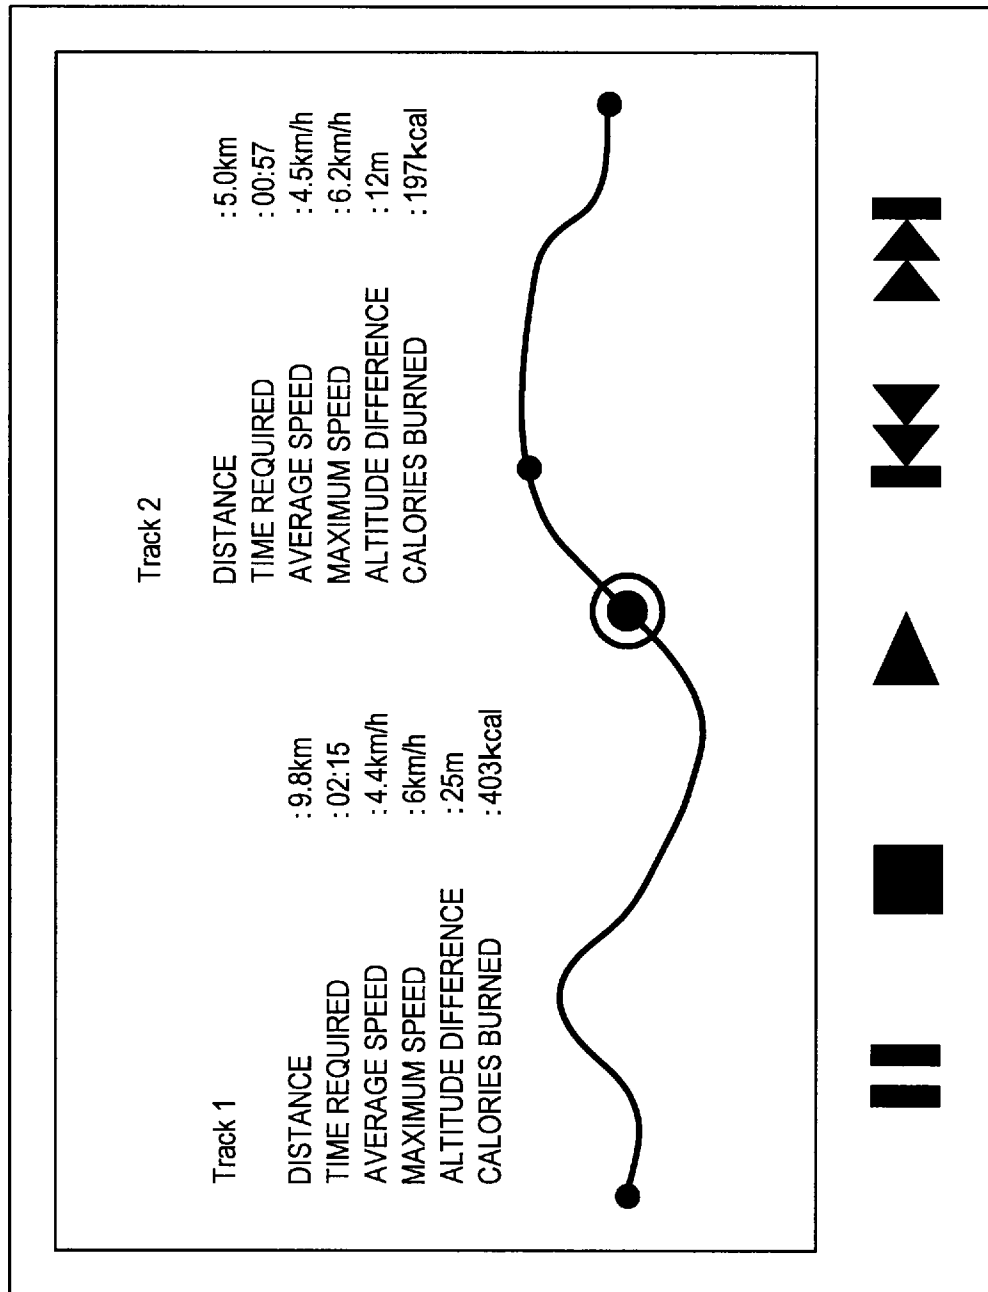 Track 1
DISTANCE : 9.8km
TIME REQUIRED : 02:15
AVERAGE SPEED : 4.4km/h
MAXIMUM SPEED : 6km/h
ALTITUDE DIFFERENCE : 25m
CALORIES BURNED : 403kcal
Track 2
DISTANCE : 5.0km
TIME REQUIRED : 00:57
AVERAGE SPEED : 4.5km/h
MAXIMUM SPEED : 6.2km/h
ALTITUDE DIFFERENCE : 12m
CALORIES BURNED : 197kcal